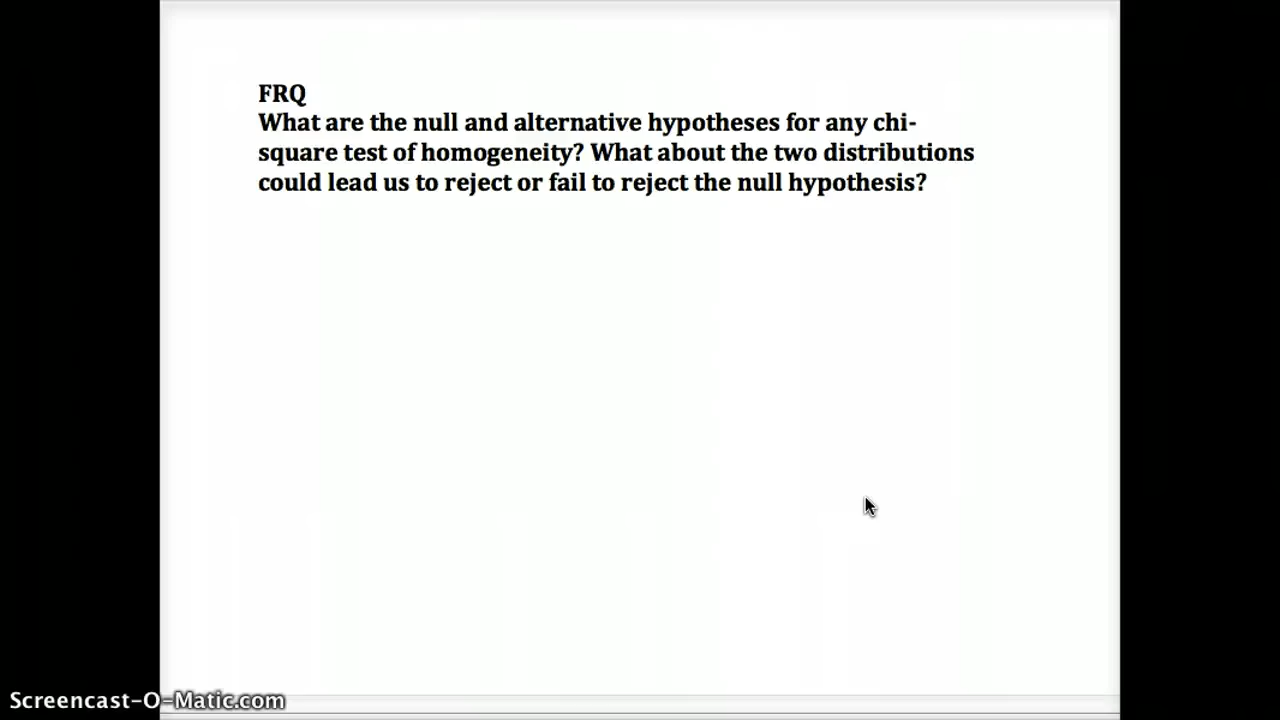 FRQ
What are the null and alternative hypotheses for any chi-
square test of homogeneity? What about the two distributions
could lead us to reject or fail to reject the null hypothesis?
Screencast-O-Matic.com